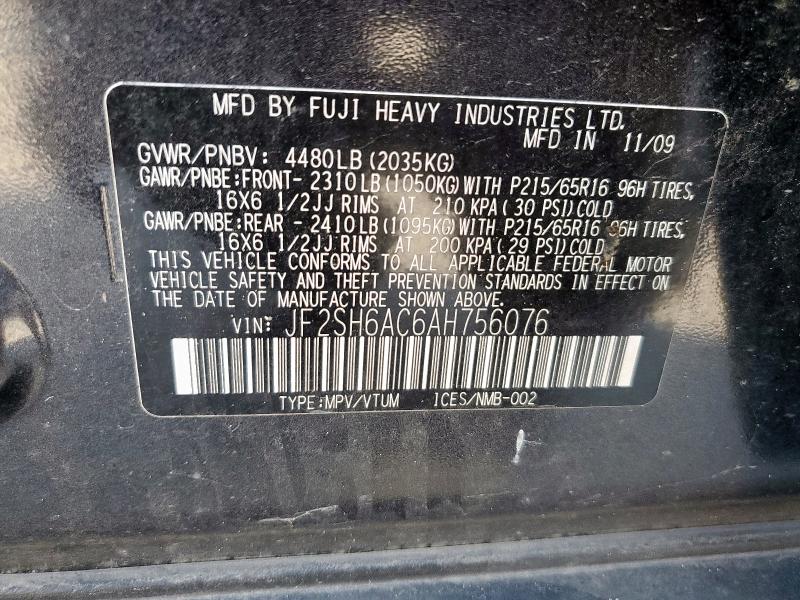 MFD BY FUJI HEAVY INDUSTRIES LTD.
MFD IN 11/09
GVWR/PNBV: 4480LB(2035KG)
GAWR/PNBE:FRONT- 2310LB(1050KG)WITH P215/65R16 96H TIRES,
16X6 1/2JJ RIMS AT 210 KPA(30 PSI)COLD
GAWR/PNBE:REAR - 2410LB(1095KG)WITH P215/65R16 96H TIRES,
16X6 1/2JJ RIMS AT 200 KPA(29 PSI)COLD
THIS VEHICLE CONFORMS TO ALL APPLICABLE FEDERAL MOTOR
VEHICLE SAFETY AND THEFT PREVENTION STANDARDS IN EFFECT ON
THE DATE OF MANUFACTURE SHOWN ABOVE.
VIN: JF2SH6AC6AH756076
TYPE:MPV/VTUM ICES/NMB-002